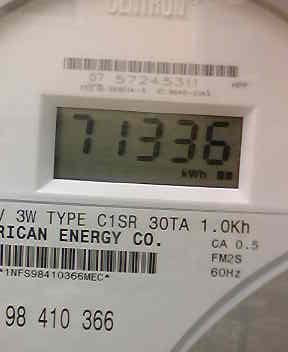 CENTRON
07 57245311
71336
kWh
V 3W TYPE C1SR 30TA 1.0Kh
RICAN ENERGY CO.
CA 0.5
FM2S
60Hz
*1NFS98410366MEC*
98 410 366